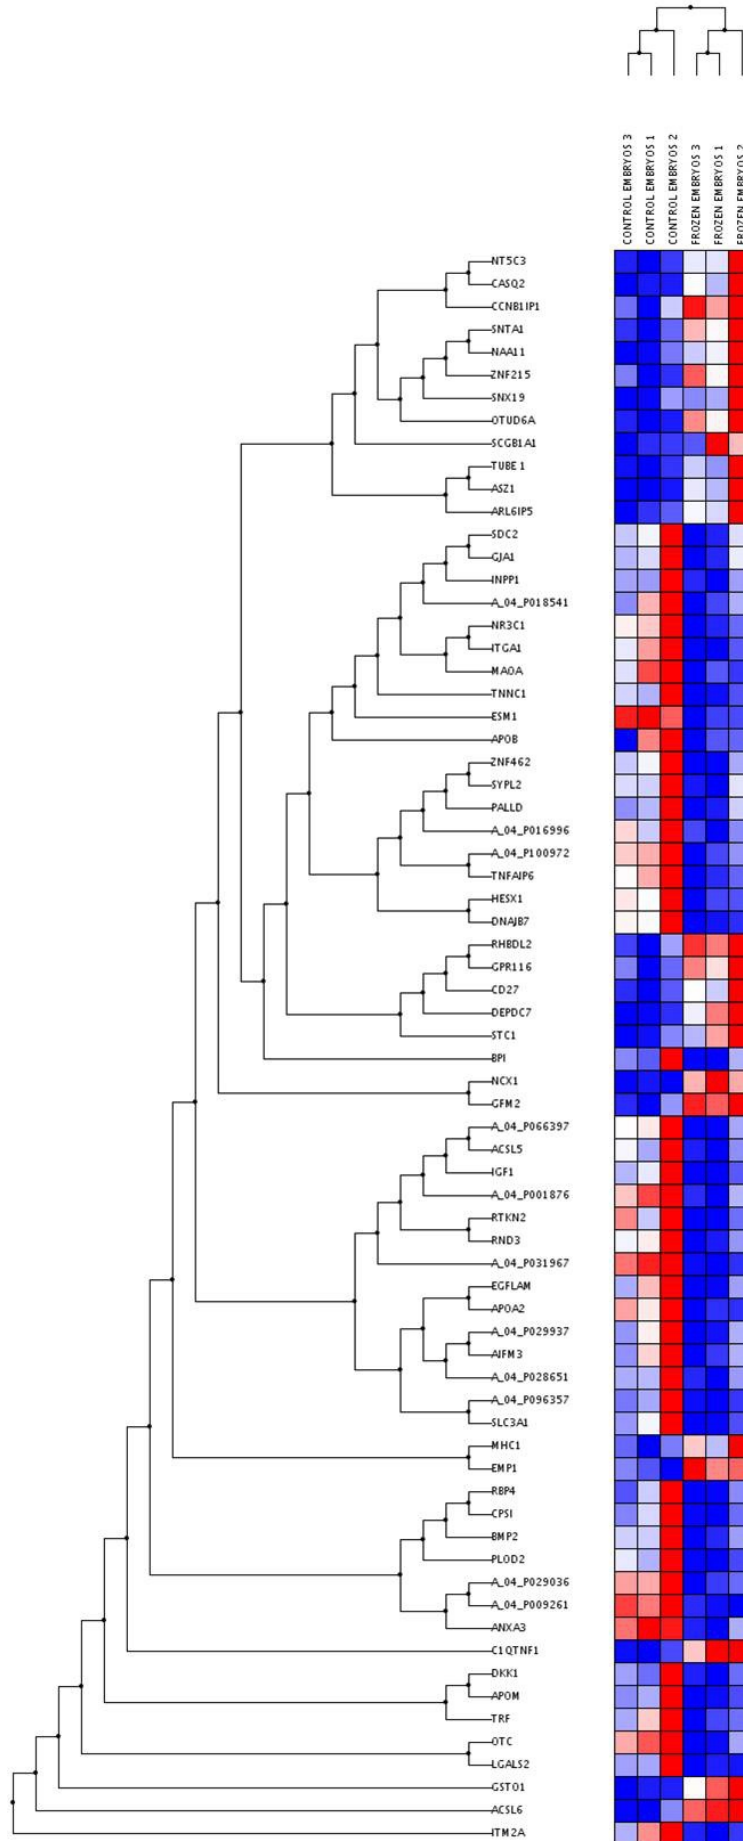 CONTROL EMBRYOS 3
CONTROL EMBRYOS 1
CONTROL EMBRYOS 2
FROZEN EMBRYOS 3
FROZEN EMBRYOS 1
FROZEN EMBRYOS 2
NT5C3
CASQ2
CCNB1IP1
SNTA1
NAA11
ZNF215
SNX19
OTUD6A
SCGB1A1
TUBE1
ASZ1
ARL6IP5
SDC2
GJA1
INPP1
A_04_P018541
NR3C1
ITGA1
MAOA
TNNC1
ESM1
APOB
ZNF462
SYPL2
PALLD
A_04_P016996
A_04_P100972
TNFAIP6
HESX1
DNAJB7
RHBDL2
GPR116
CD27
DEPDC7
STC1
BPI
NCX1
GFM2
A_04_P066397
ACSL5
IGF1
A_04_P001876
RTKN2
RND3
A_04_P031967
EGFLAM
APOA2
A_04_P029937
AIFM3
A_04_P028651
A_04_P096357
SLC3A1
MHC1
EMP1
RBP4
CPSI
BMP2
PLOD2
A_04_P029036
A_04_P009261
ANXA3
C1QTNF1
DKK1
APOM
TRF
OTC
LGALS2
GSTO1
ACSL6
ITM2A